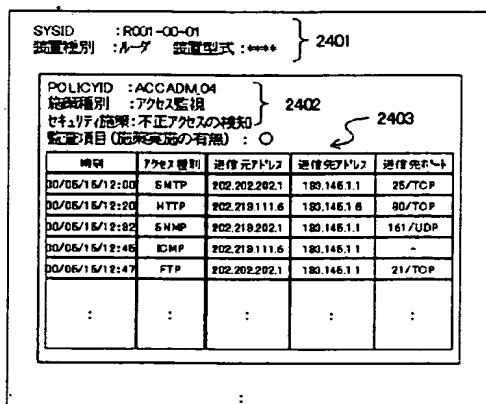 SYSID :R001-00-01
装置種別 :ルータ 装置型式 :****
2401
POLICYID :ACCADM_04
施策種別 :アクセス監視
セキュリティ施策:不正アクセスの検知
監査項目(施策実施の有無) : ○
2402
2403
時刻 アクセス種別 送信元アドレス 送信先アドレス 送信先ポート
00/05/15/12:00 SMTP 202.202.202.1 193.145.1.1 25/TCP
00/05/15/12:20 HTTP 202.219.111.6 193.145.1.6 80/TCP
00/05/15/12:32 SNMP 202.219.202.1 193.145.1.1 161/UDP
00/05/15/12:45 ICMP 202.219.111.6 193.145.1.1 -
00/05/15/12:47 FTP 202.202.202.1 193.145.1.1 21/TCP
: : : : :
: